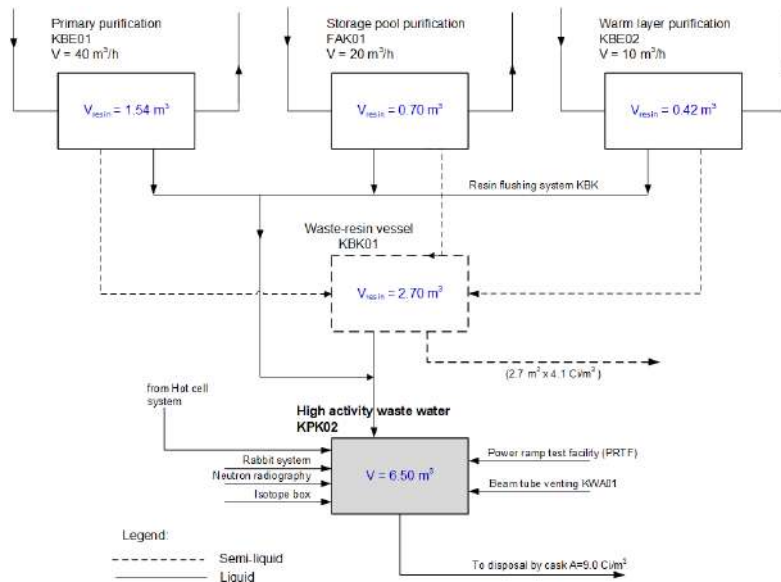 Primary purification
KBE01
V = 40 m³/h
Storage pool purification
FAK01
V = 20 m³/h
Warm layer purification
KBE02
V = 10 m³/h
Vresin = 1.54 m³
Vresin = 0.70 m³
Vresin = 0.42 m³
Resin flushing system KBK
Waste-resin vessel
KBK01
Vresin = 2.70 m³
(2.7 m³ x 4.1 Ci/m³)
from Hot cell
system
High activity waste water
KPK02
Rabbit system
Neutron radiography
Isotope box
V = 6.50 m³
Power ramp test facility (PRTF)
Beam tube venting KWA01
Legend:
Semi-liquid
Liquid
To disposal by cask A=9.0 Ci/m³